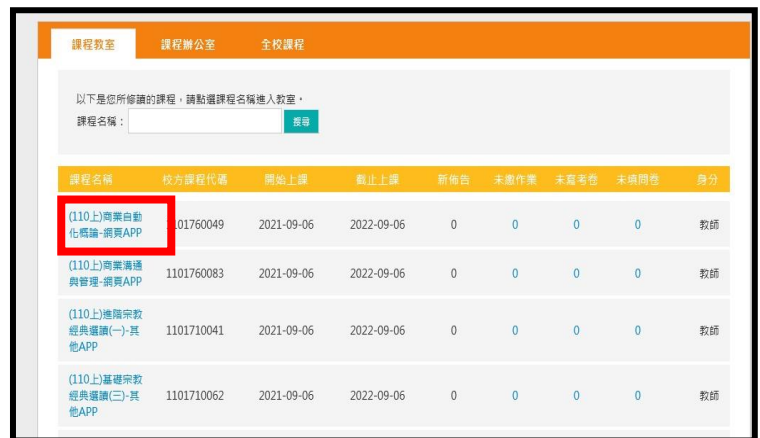 課程教室 課程辦公室 全校課程
以下是您所修讀的課程，請點選課程名稱進入教室。
課程名稱： 搜尋
課程名稱 校方課程代碼 開始上課 截止上課 新佈告 未繳作業 未寫考卷 未填問卷 身分
(110上)商業自動
化概論-網頁APP 1101760049 2021-09-06 2022-09-06 0 0 0 0 教師
(110上)商業溝通
與管理-網頁APP 1101760083 2021-09-06 2022-09-06 0 0 0 0 教師
(110上)進階宗教
經典選讀(一)-其 1101710041 2021-09-06 2022-09-06 0 0 0 0 教師
他APP
(110上)基礎宗教
經典選讀(三)-其 1101710062 2021-09-06 2022-09-06 0 0 0 0 教師
他APP